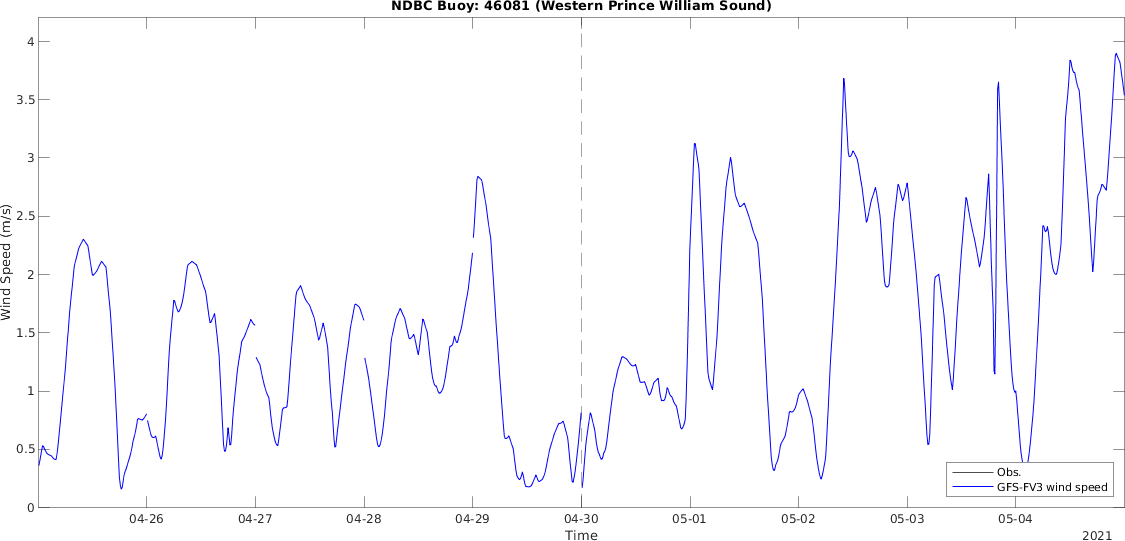 NDBC Buoy: 46081 (Western Prince William Sound)
4
3.5
3
2.5
2
1.5
1
0.5
0
Wind Speed (m/s)
Obs.
GFS-FV3 wind speed
04-26 04-27 04-28 04-29 04-30 05-01 05-02 05-03 05-04
Time
2021